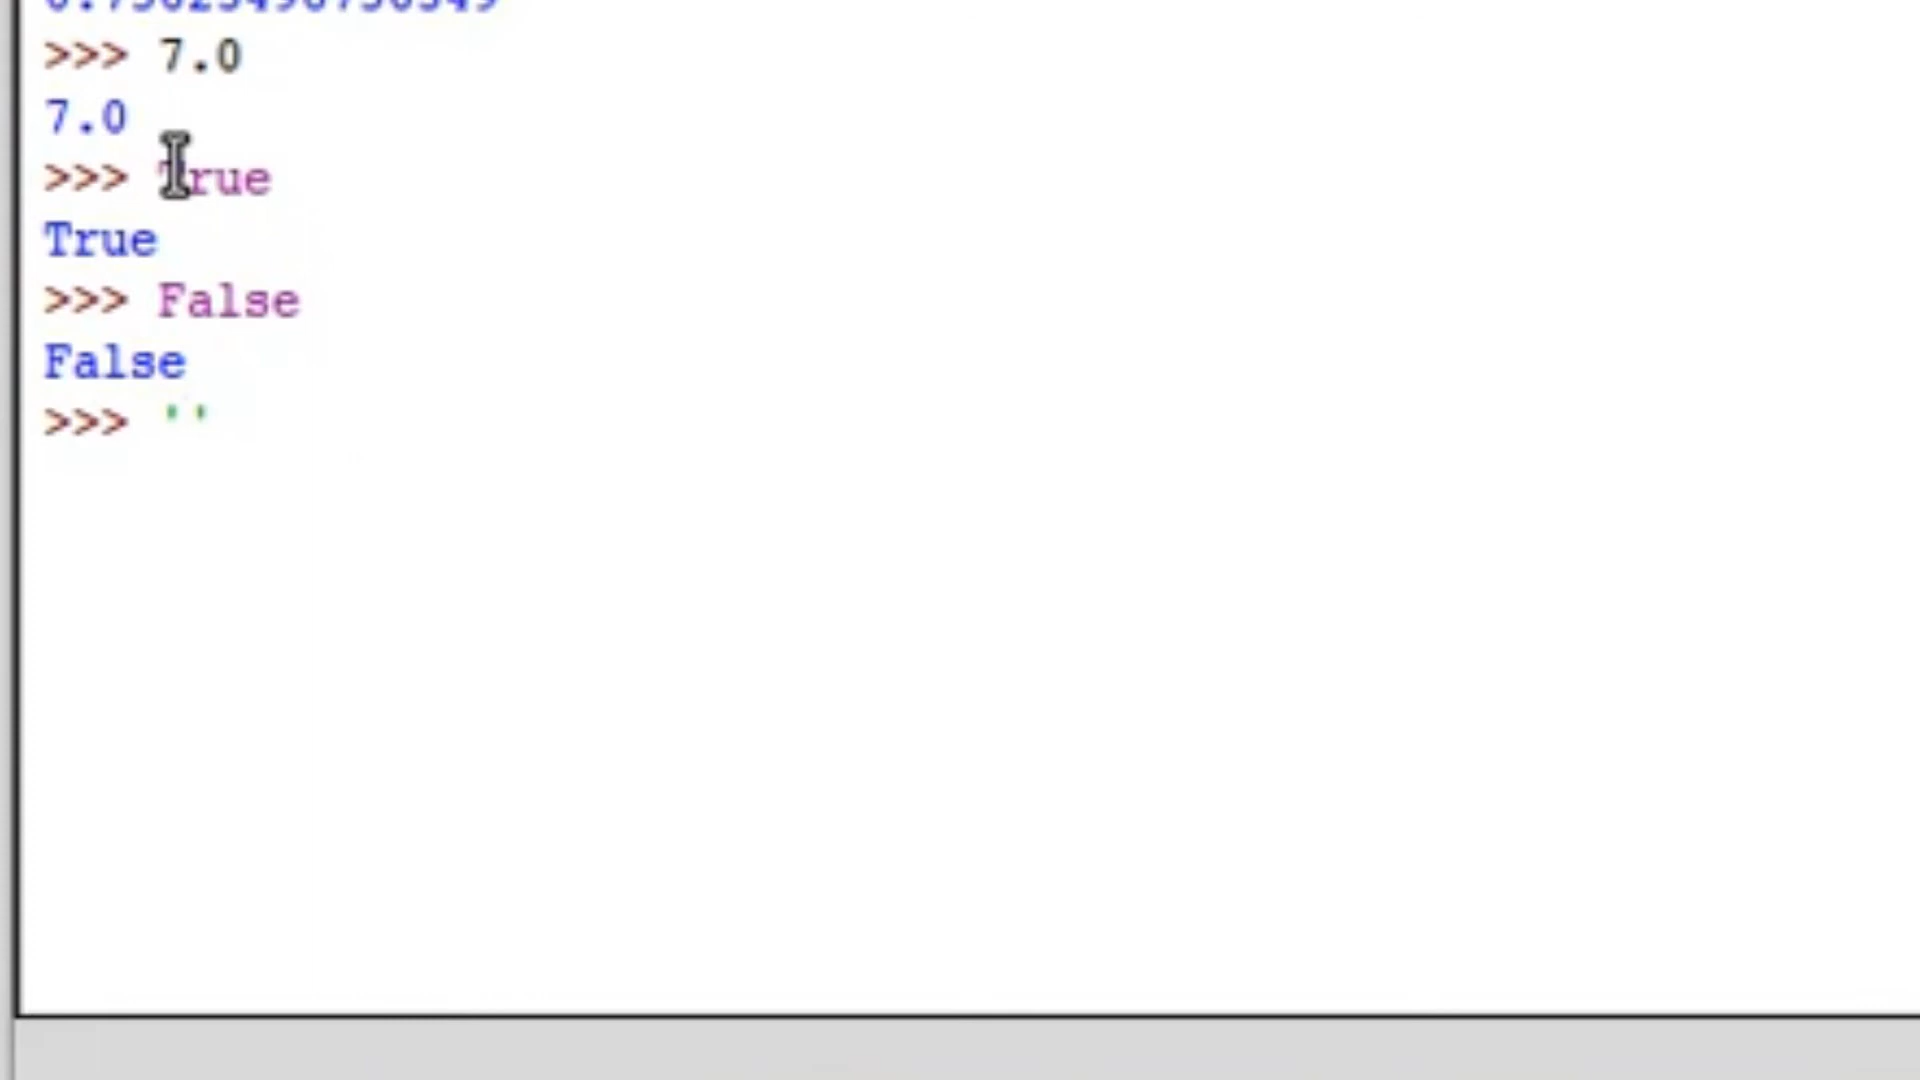 >>> 7.0
7.0
>>> True
True
>>> False
False
>>> ''